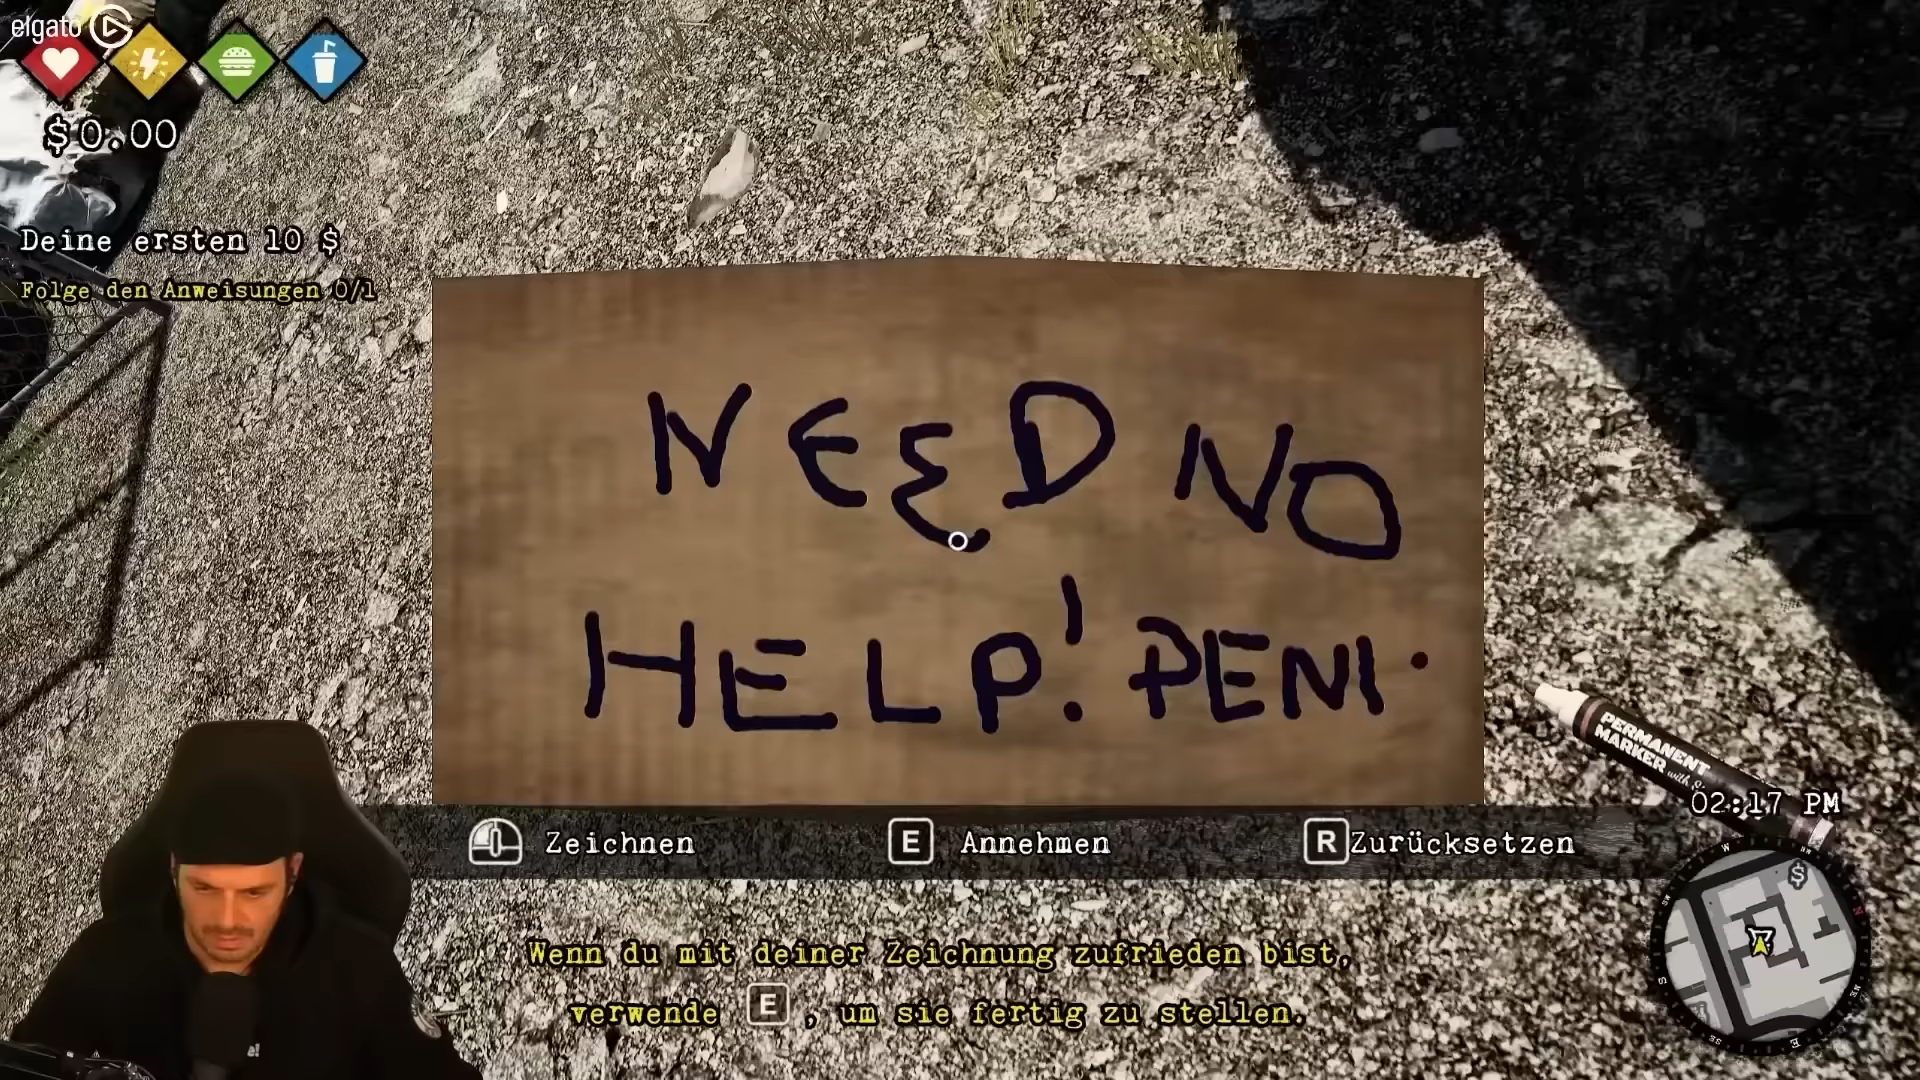 elgato
$0.00
Deine ersten 10 $
Folge den Anweisungen 0/1
NEED NO
HELP! PENI
PERMANENT
MARKER with
02:17 PM
Zeichnen
E Annehmen
R Zurücksetzen
$
Wenn du mit deiner Zeichnung zufrieden bist,
verwende E , um sie fertig zu stellen.